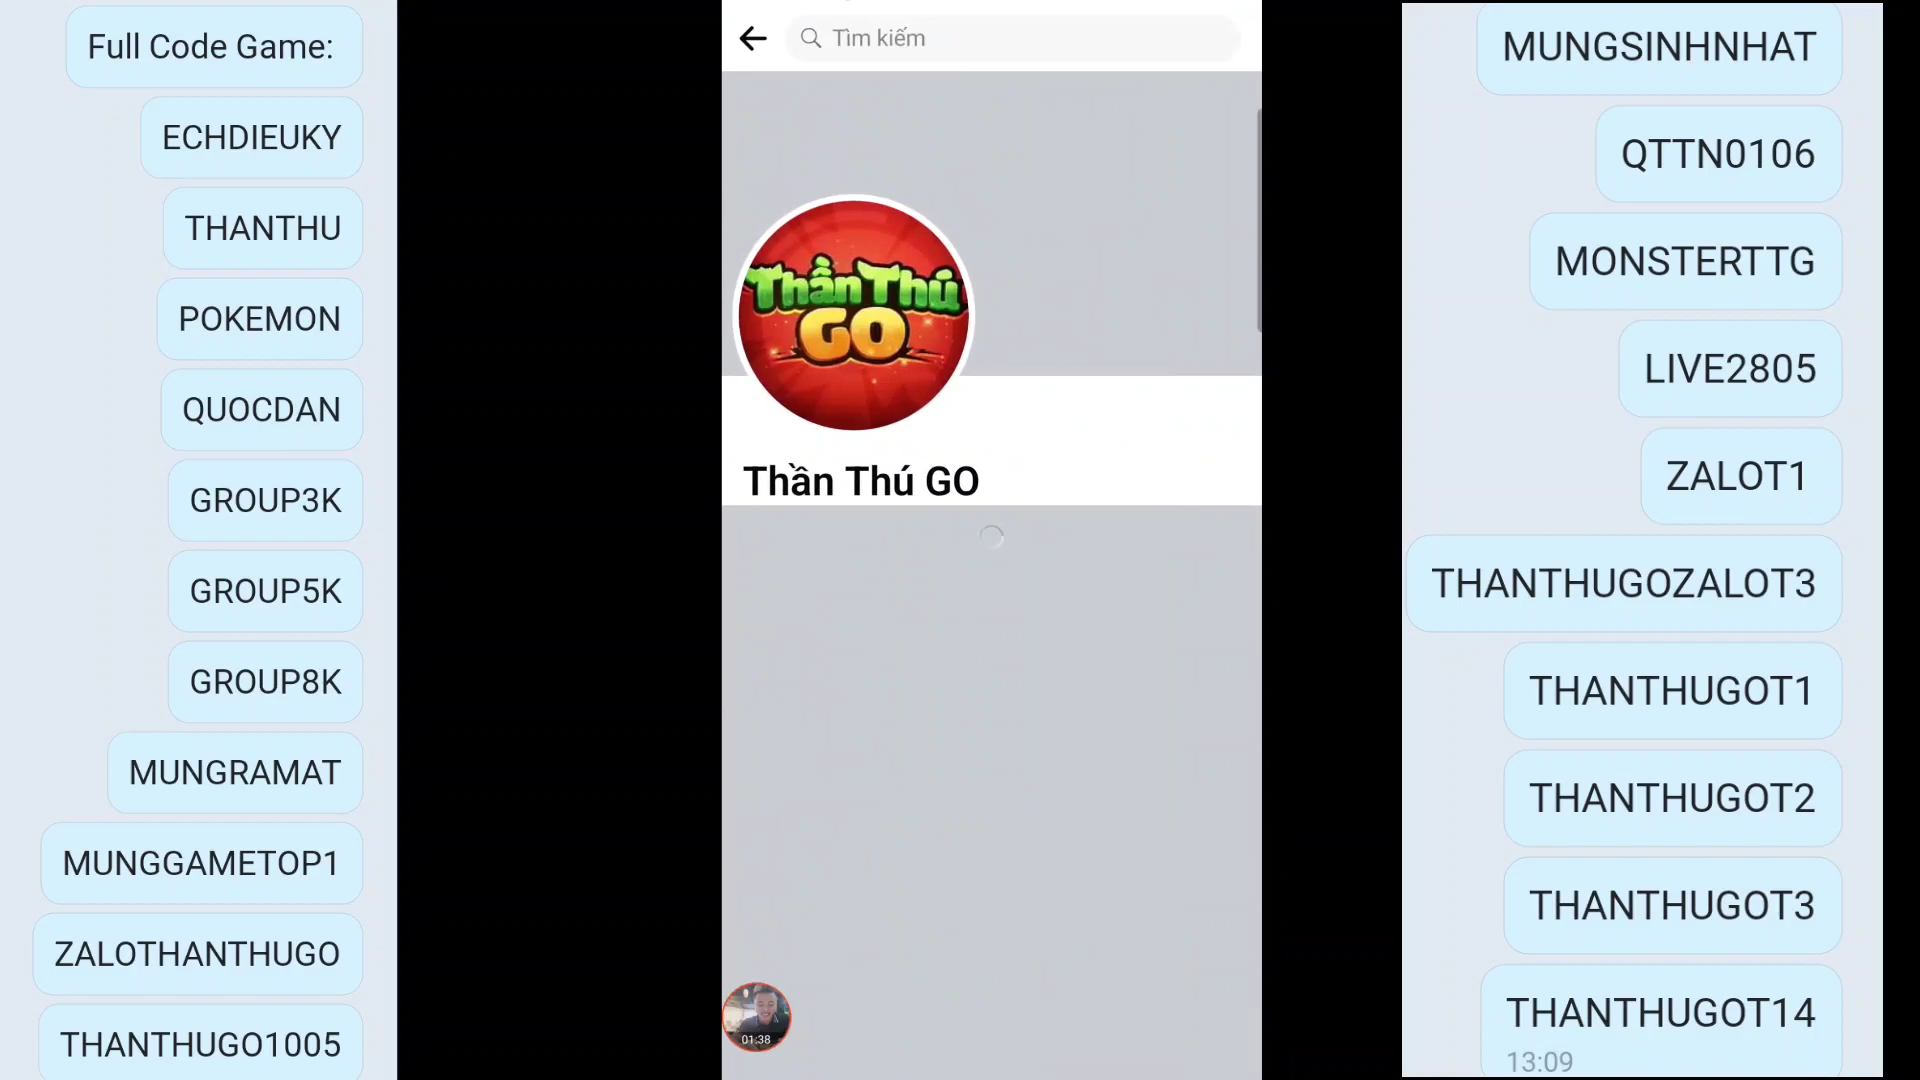 Full Code Game:
ECHDIEUKY
THANTHU
POKEMON
QUOCDAN
GROUP3K
GROUP5K
GROUP8K
MUNGRAMAT
MUNGGAMETOP1
ZALOTHANTHUGO
THANTHUGO1005
Tìm kiếm
Thần Thú
GO
Thần Thú GO
01:38
MUNGSINHNHAT
QTTN0106
MONSTERTTG
LIVE2805
ZALOT1
THANTHUGOZALOT3
THANTHUGOT1
THANTHUGOT2
THANTHUGOT3
THANTHUGOT14
13:09